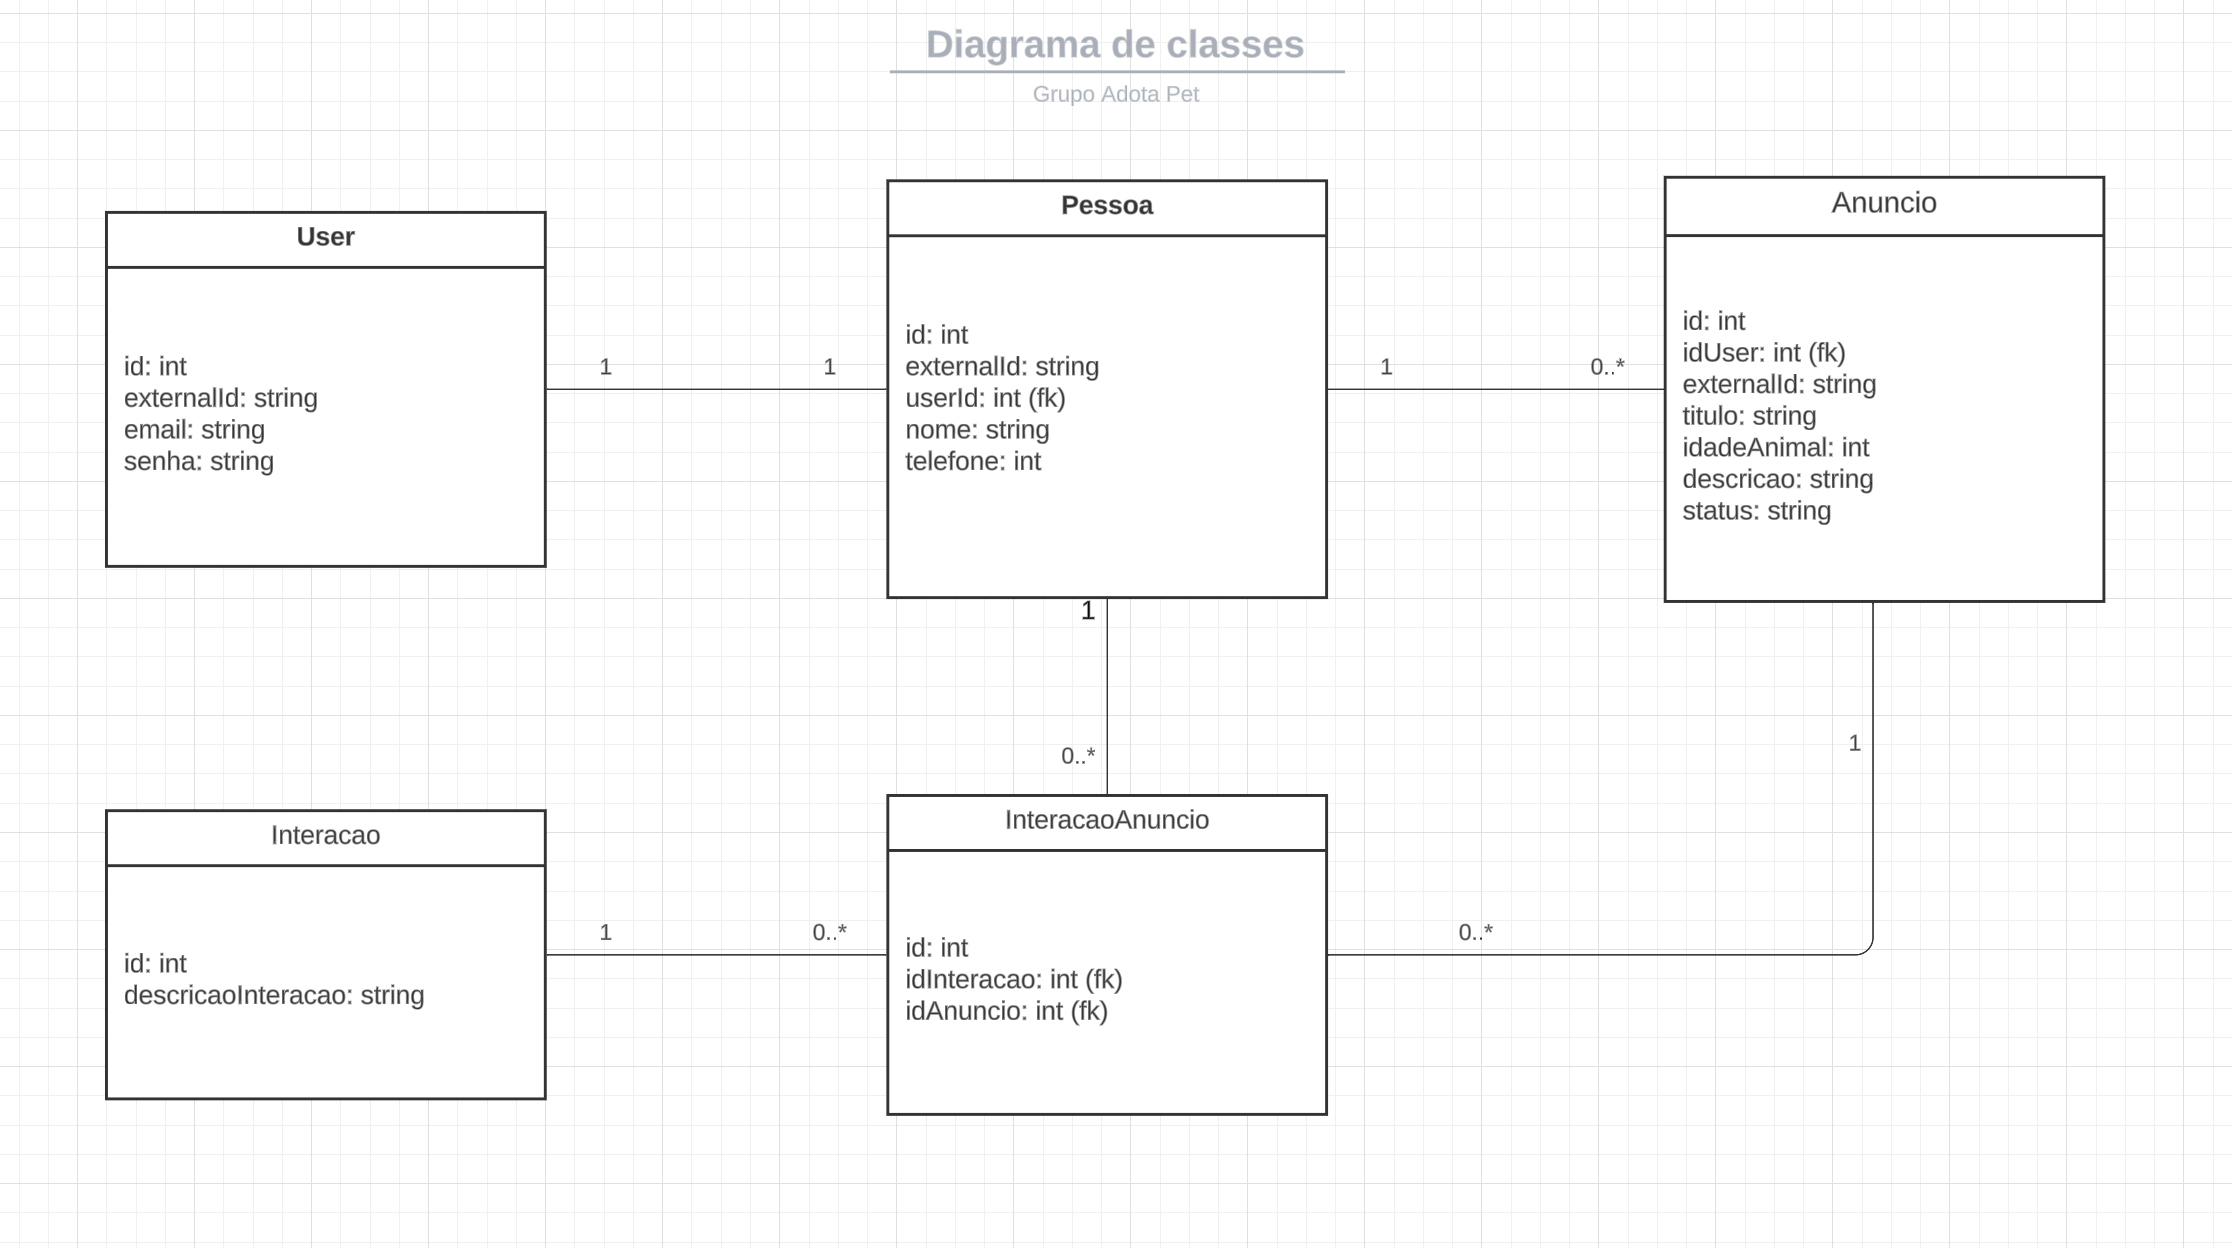 Diagrama de classes
Grupo Adota Pet
User
id: int
externalId: string
email: string
senha: string
1
1
Pessoa
id: int
externalId: string
userId: int (fk)
nome: string
telefone: int
1
0..*
Anuncio
id: int
idUser: int (fk)
externalId: string
titulo: string
idadeAnimal: int
descricao: string
status: string
1
0..*
1
Interacao
id: int
descricaoInteracao: string
1
0..*
InteracaoAnuncio
id: int
idInteracao: int (fk)
idAnuncio: int (fk)
0..*